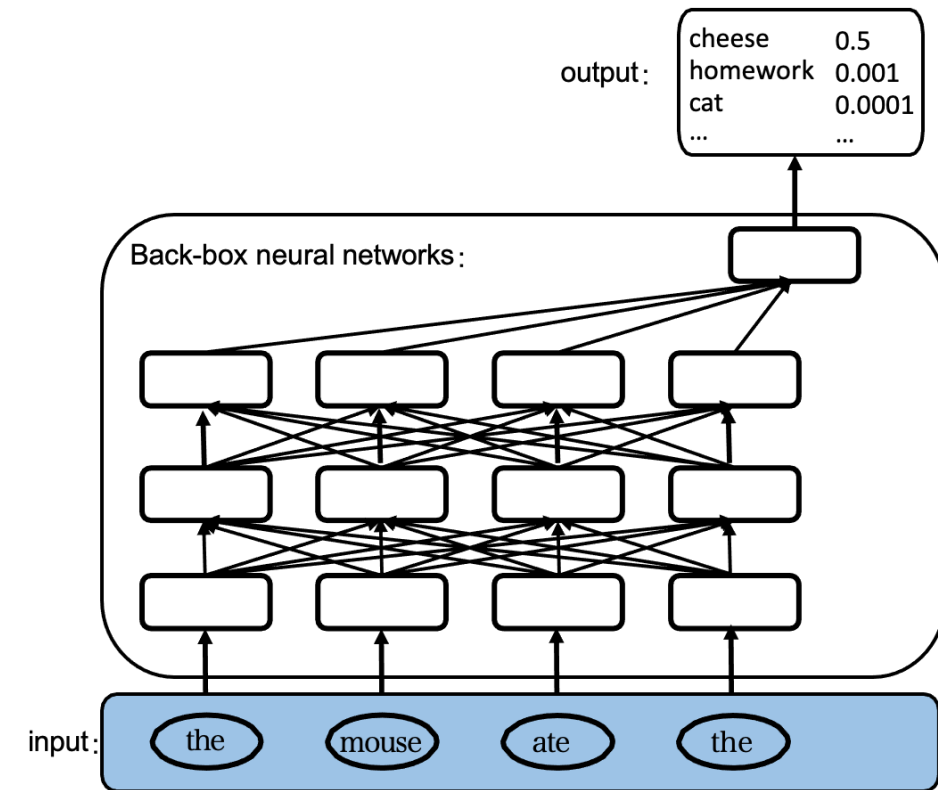 cheese 0.5
output: homework 0.001
cat 0.0001
... ...
Back-box neural networks:
input: the mouse ate the